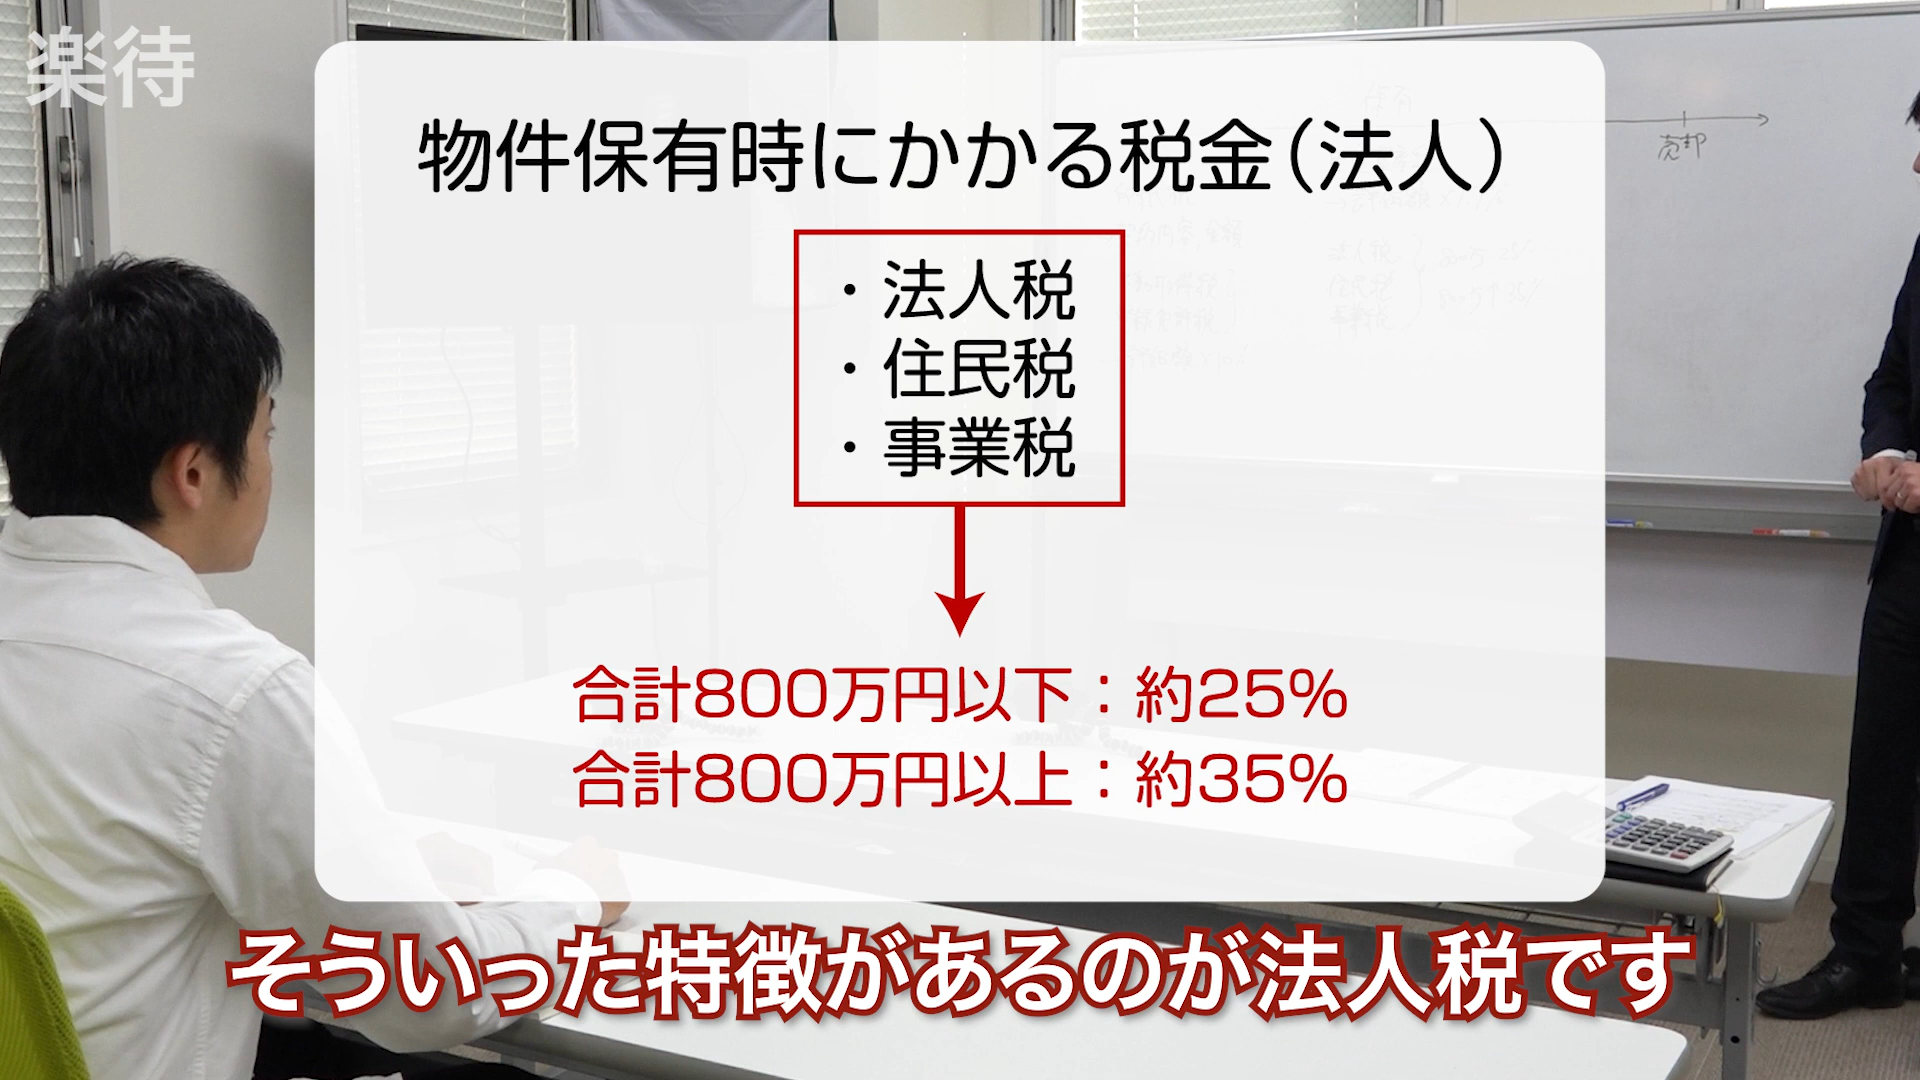 楽待
売却
物件保有時にかかる税金（法人）
・法人税
・住民税
・事業税
合計800万円以下：約25％
合計800万円以上：約35％
そういった特徴があるのが法人税です